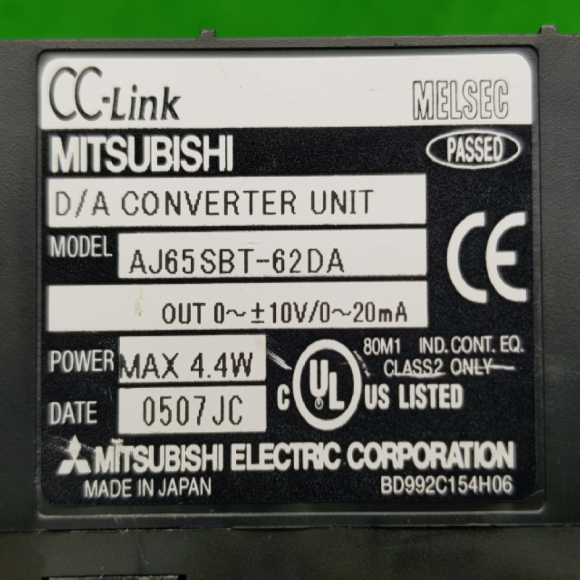 CC-Link MELSEC
MITSUBISHI PASSED
D/A CONVERTER UNIT
CE
MODEL AJ65SBT-62DA
OUT 0~±10V/0~20mA
POWER MAX 4.4W
80M1 IND. CONT. EQ.
CLASS2 ONLY
C UL US LISTED
DATE 0507JC
MITSUBISHI ELECTRIC CORPORATION
MADE IN JAPAN BD992C154H06